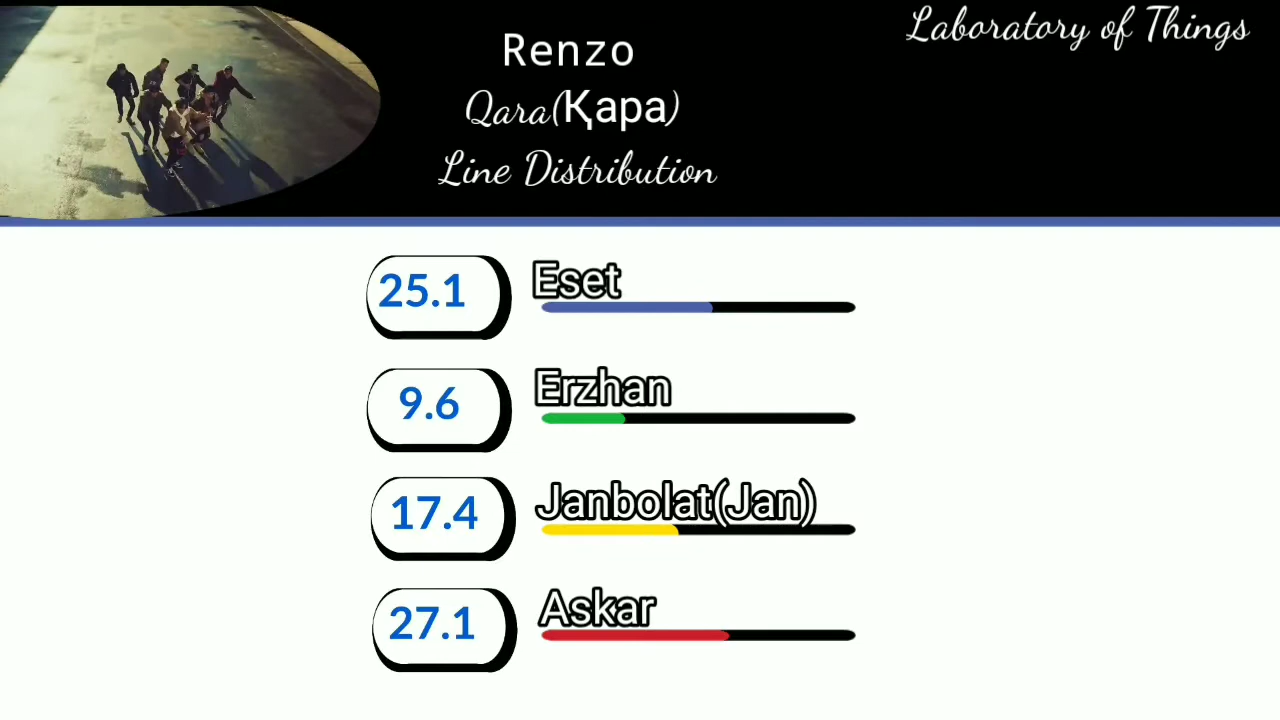 Laboratory of Things
Renzo
Qara(Қара)
Line Distribution
25.1 Eset
9.6 Erzhan
17.4 Janbolat(Jan)
27.1 Askar